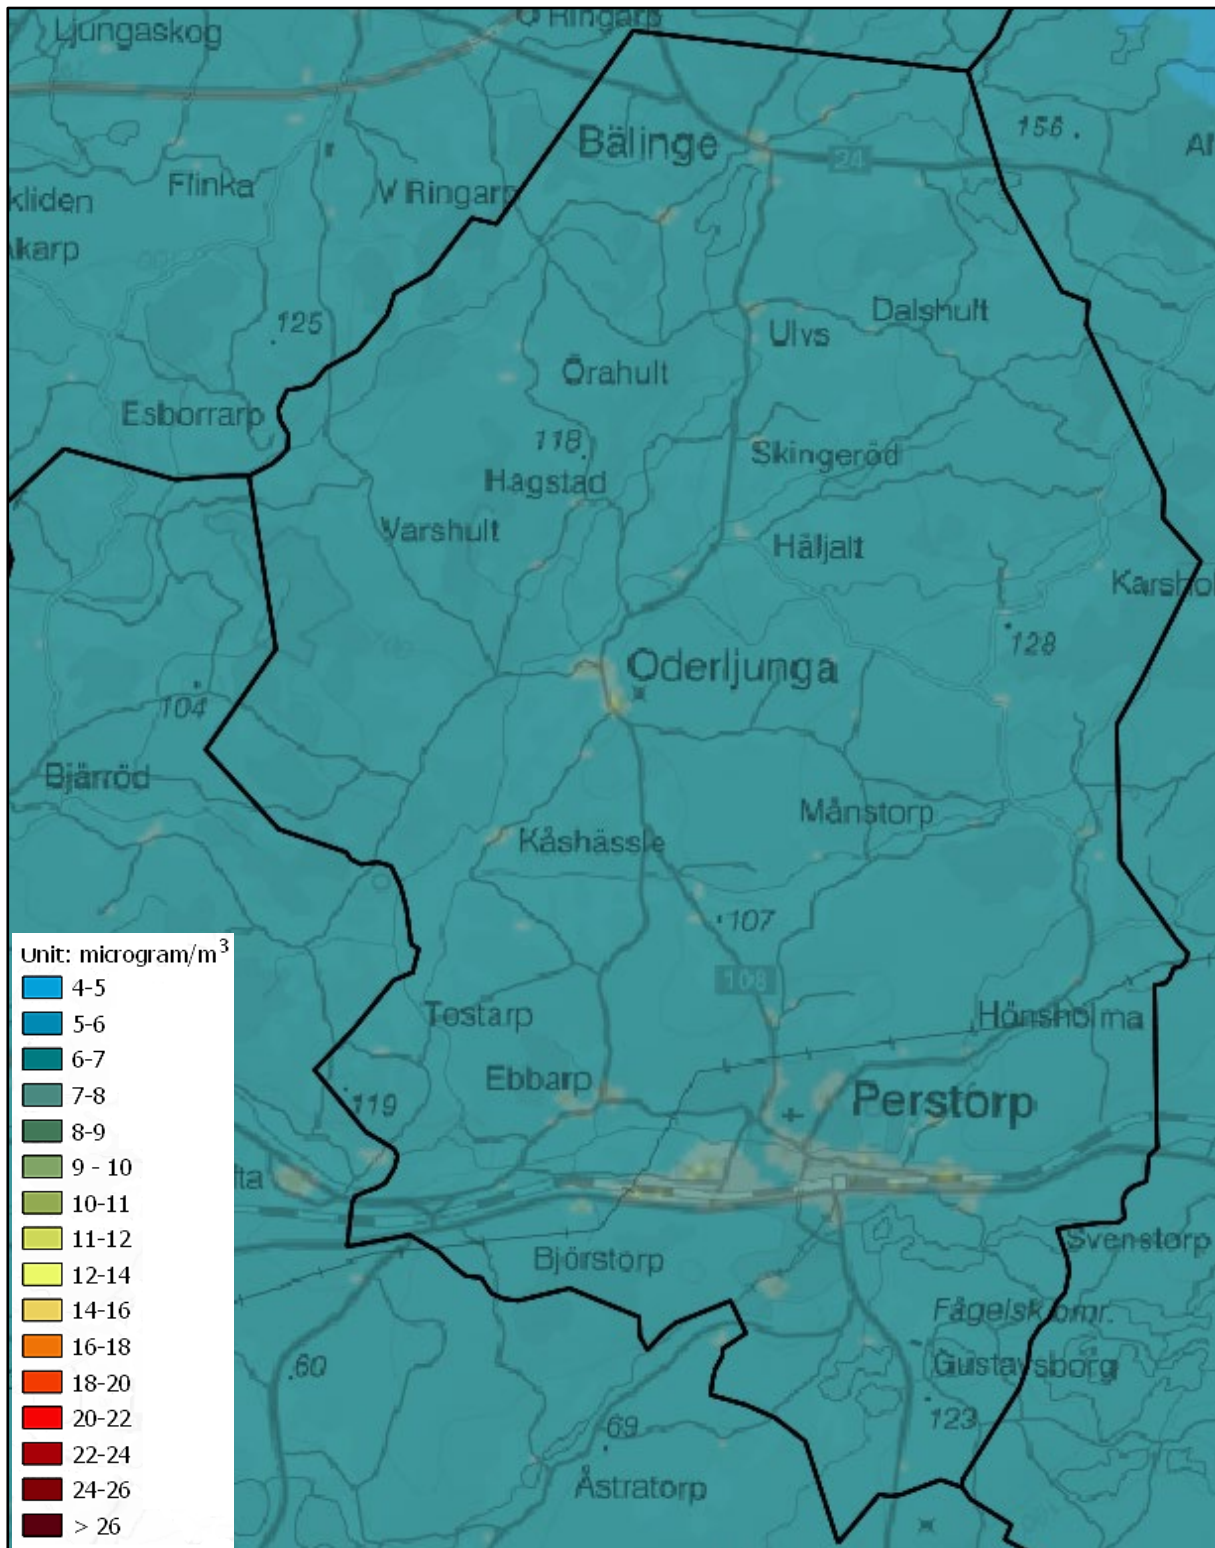 Ljungaskog
Ö Ringarp
Bälinge
24
156
Flinka
V Ringarp
kliden
karp
125
Dalshult
Ulvs
Örahult
Esborrarp
118
Skingeröd
Hagstad
Varshult
Häljalt
Karshol
128
Oderljunga
104
Bjärröd
Månstorp
Kåshässle
107
108
Tostarp
Hönsholma
Ebbarp
Perstorp
119
fta
Björstorp
Svenstorp
Fågelsk omr.
Gustavsborg
60
123
69
Åstratorp
Unit: microgram/m³
4-5
5-6
6-7
7-8
8-9
9 - 10
10-11
11-12
12-14
14-16
16-18
18-20
20-22
22-24
24-26
> 26